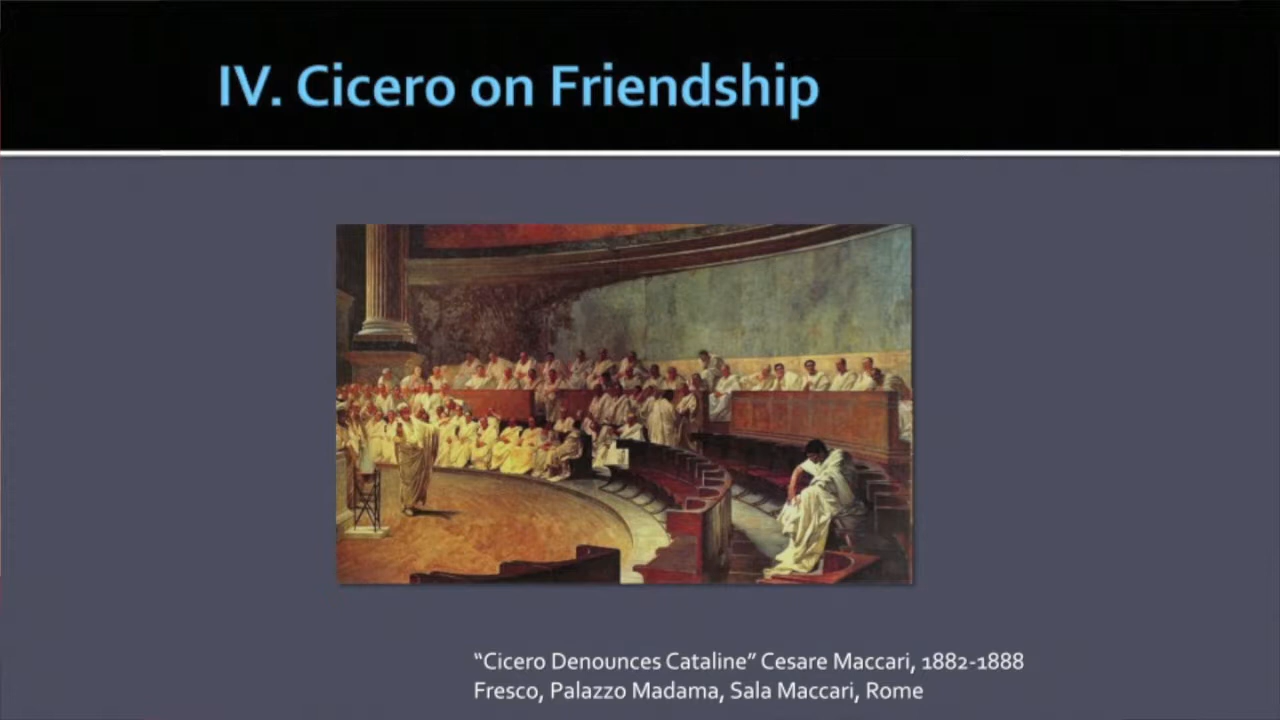 IV. Cicero on Friendship
“Cicero Denounces Cataline” Cesare Maccari, 1882-1888
Fresco, Palazzo Madama, Sala Maccari, Rome